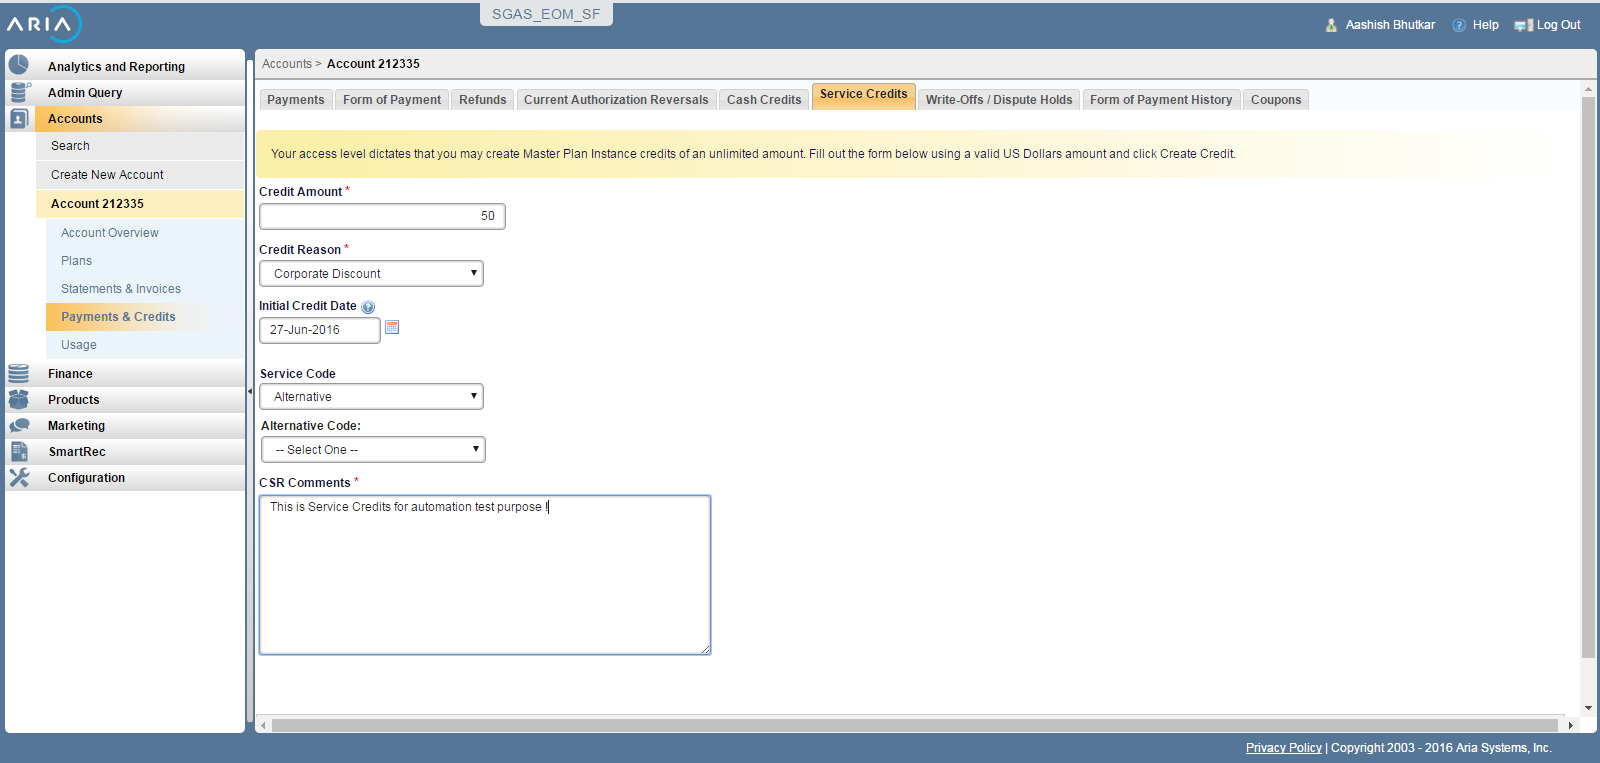 SGAS_EOM_SF
ARIA
Aashish Bhutkar
Help
Log Out
Analytics and Reporting
Admin Query
Accounts
Search
Create New Account
Account 212335
Account Overview
Plans
Statements & Invoices
Payments & Credits
Usage
Finance
Products
Marketing
SmartRec
Configuration
Accounts > Account 212335
Payments
Form of Payment
Refunds
Current Authorization Reversals
Cash Credits
Service Credits
Write-Offs / Dispute Holds
Form of Payment History
Coupons
Your access level dictates that you may create Master Plan Instance credits of an unlimited amount. Fill out the form below using a valid US Dollars amount and click Create Credit.
Credit Amount *
50
Credit Reason *
Corporate Discount
Initial Credit Date ?
27-Jun-2016
Service Code
Alternative
Alternative Code:
-- Select One --
CSR Comments *
This is Service Credits for automation test purpose !
Privacy Policy | Copyright 2003 - 2016 Aria Systems, Inc.